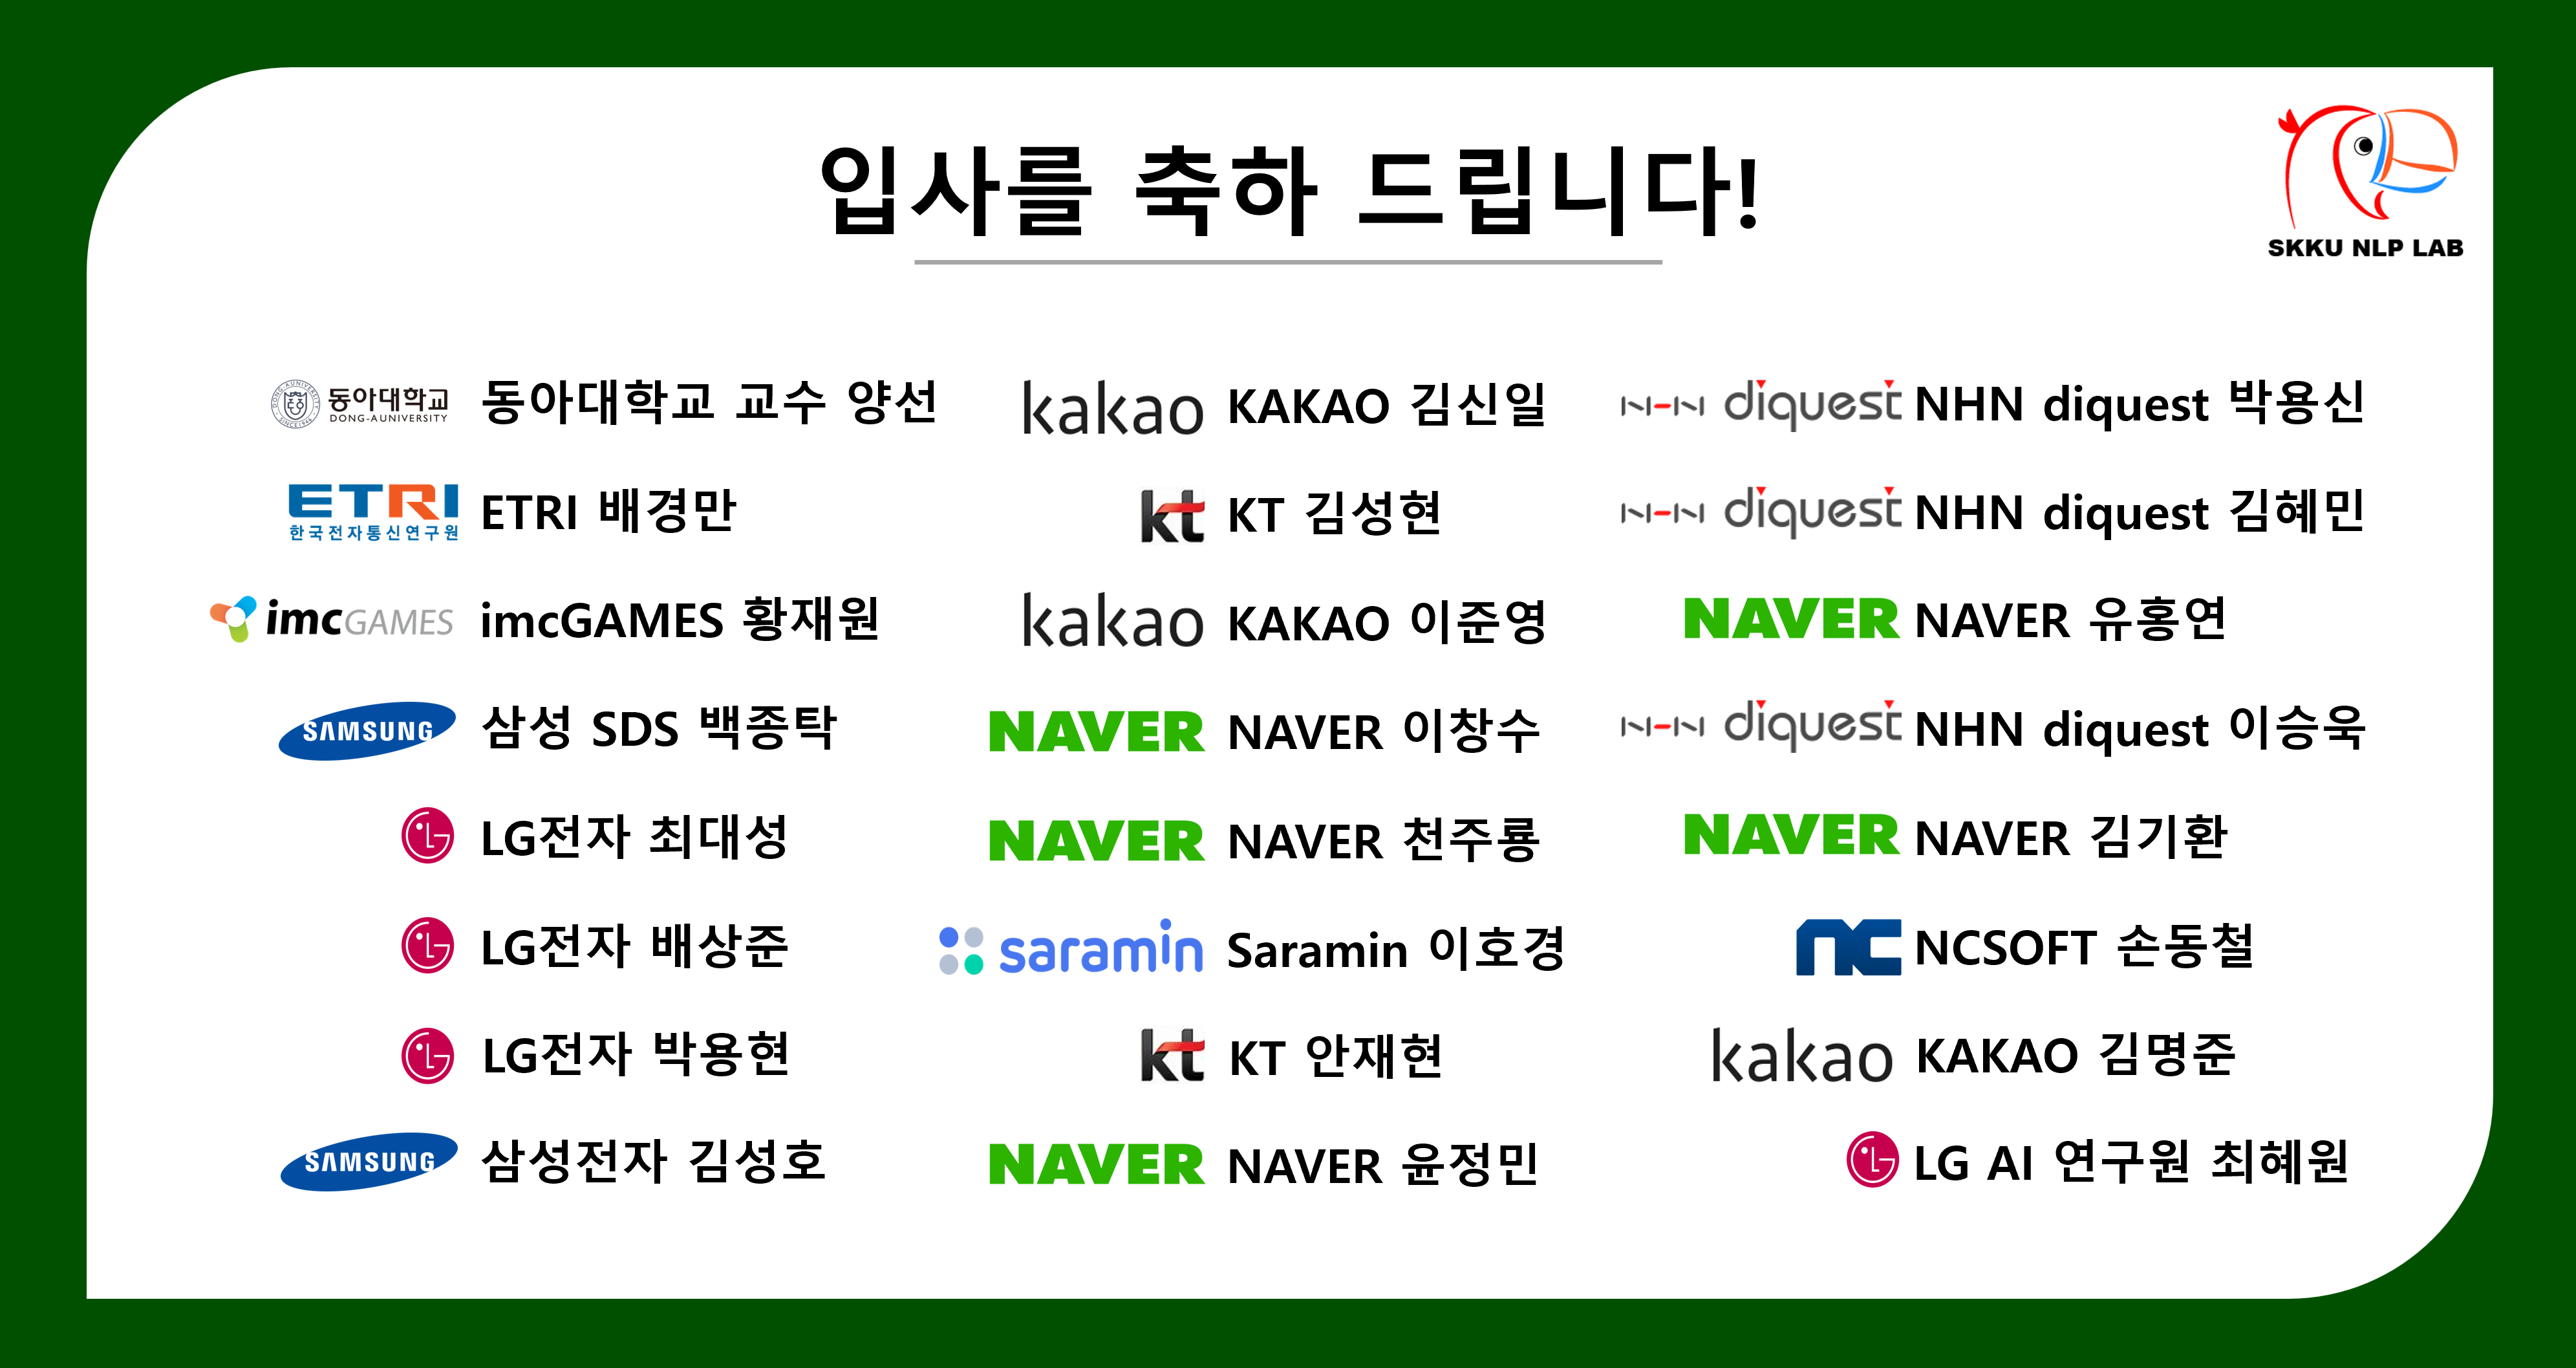 입사를 축하 드립니다!
SKKU NLP LAB
동아대학교 DONG-A UNIVERSITY 동아대학교 교수 양선
ETRI 한국전자통신연구원 ETRI 배경만
imcGAMES imcGAMES 황재원
SAMSUNG 삼성 SDS 백종탁
LG LG전자 최대성
LG LG전자 배상준
LG LG전자 박용현
SAMSUNG 삼성전자 김성호
kakao KAKAO 김신일
kt KT 김성현
kakao KAKAO 이준영
NAVER NAVER 이창수
NAVER NAVER 천주룡
saramin Saramin 이호경
kt KT 안재현
NAVER NAVER 윤정민
NHN diquest NHN diquest 박용신
NHN diquest NHN diquest 김혜민
NAVER NAVER 유홍연
NHN diquest NHN diquest 이승욱
NAVER NAVER 김기환
NC NCSOFT 손동철
kakao KAKAO 김명준
LG LG AI 연구원 최혜원